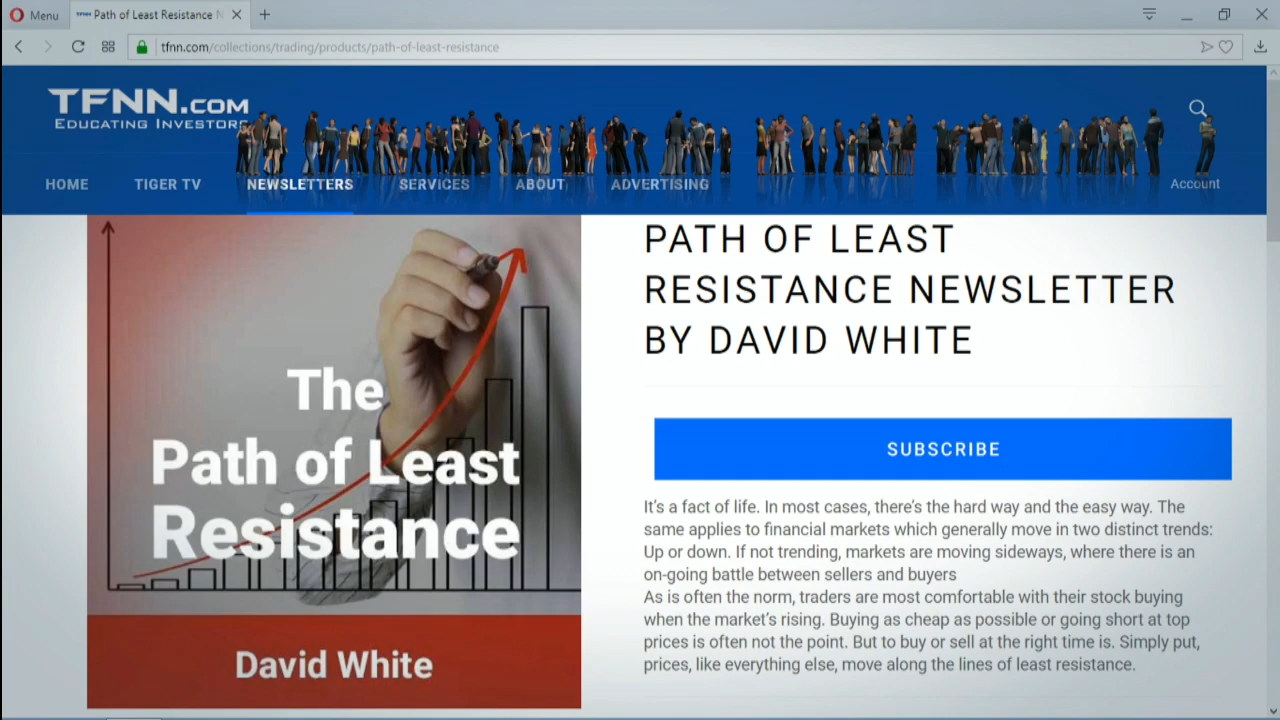 Menu
Path of Least Resistance N
tfnn.com/collections/trading/products/path-of-least-resistance
TFNN.COM
EDUCATING INVESTORS
HOME
TIGER TV
NEWSLETTERS
SERVICES
ABOUT
ADVERTISING
Account
The
Path of Least
Resistance
David White
PATH OF LEAST
RESISTANCE NEWSLETTER
BY DAVID WHITE
SUBSCRIBE
It's a fact of life. In most cases, there's the hard way and the easy way. The
same applies to financial markets which generally move in two distinct trends:
Up or down. If not trending, markets are moving sideways, where there is an
on-going battle between sellers and buyers
As is often the norm, traders are most comfortable with their stock buying
when the market's rising. Buying as cheap as possible or going short at top
prices is often not the point. But to buy or sell at the right time is. Simply put,
prices, like everything else, move along the lines of least resistance.